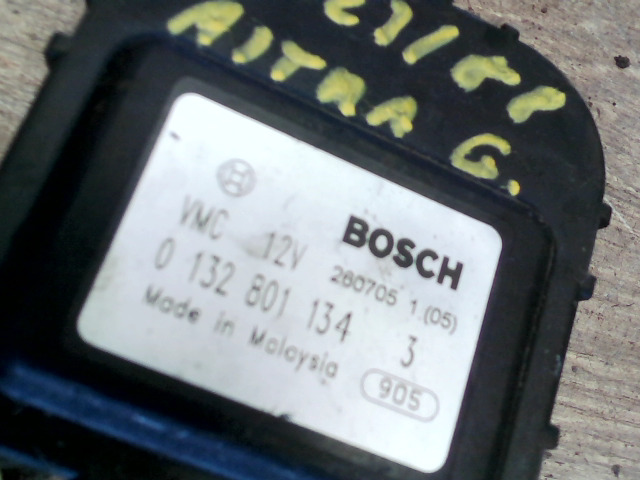 ASTRA G.
BOSCH
VMC 12V 280705 1 (05)
0 132 801 134 3
Made in Malaysia 905